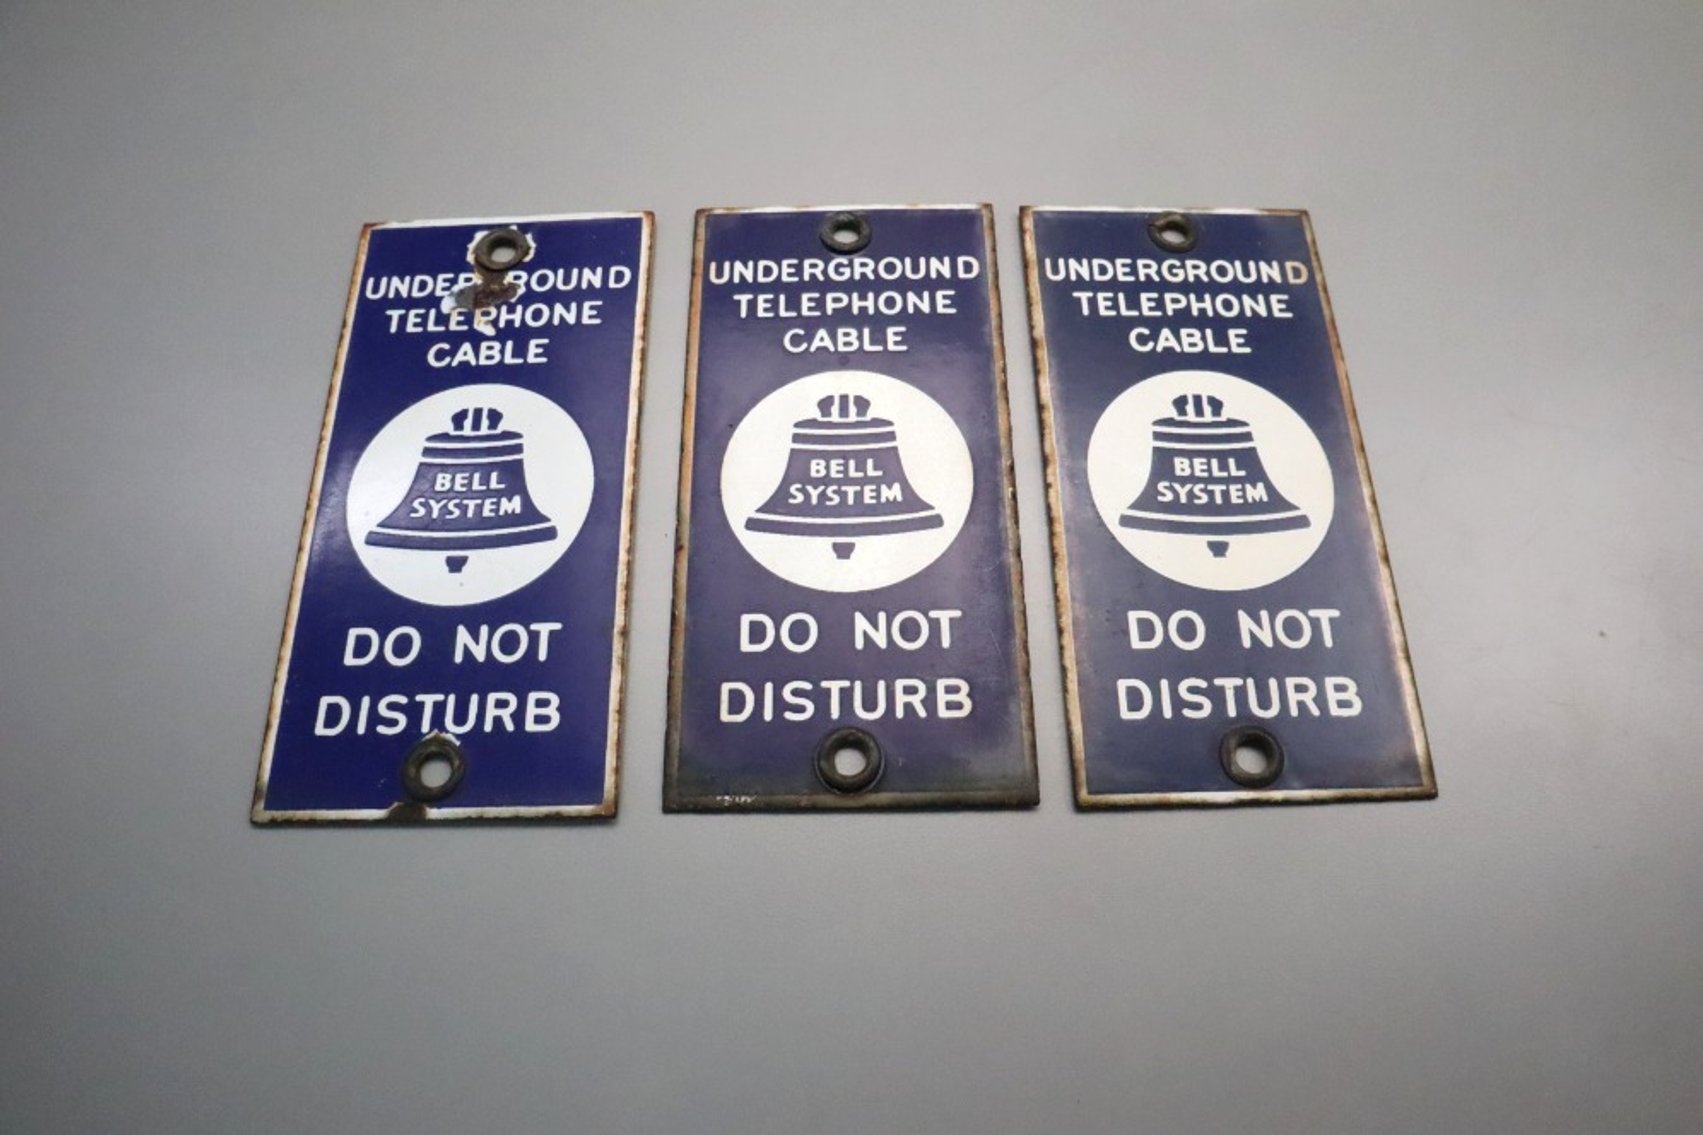 UNDERGROUND
TELEPHONE
CABLE
BELL
SYSTEM
DO NOT
DISTURB
UNDERGROUND
TELEPHONE
CABLE
BELL
SYSTEM
DO NOT
DISTURB
UNDERGROUND
TELEPHONE
CABLE
BELL
SYSTEM
DO NOT
DISTURB